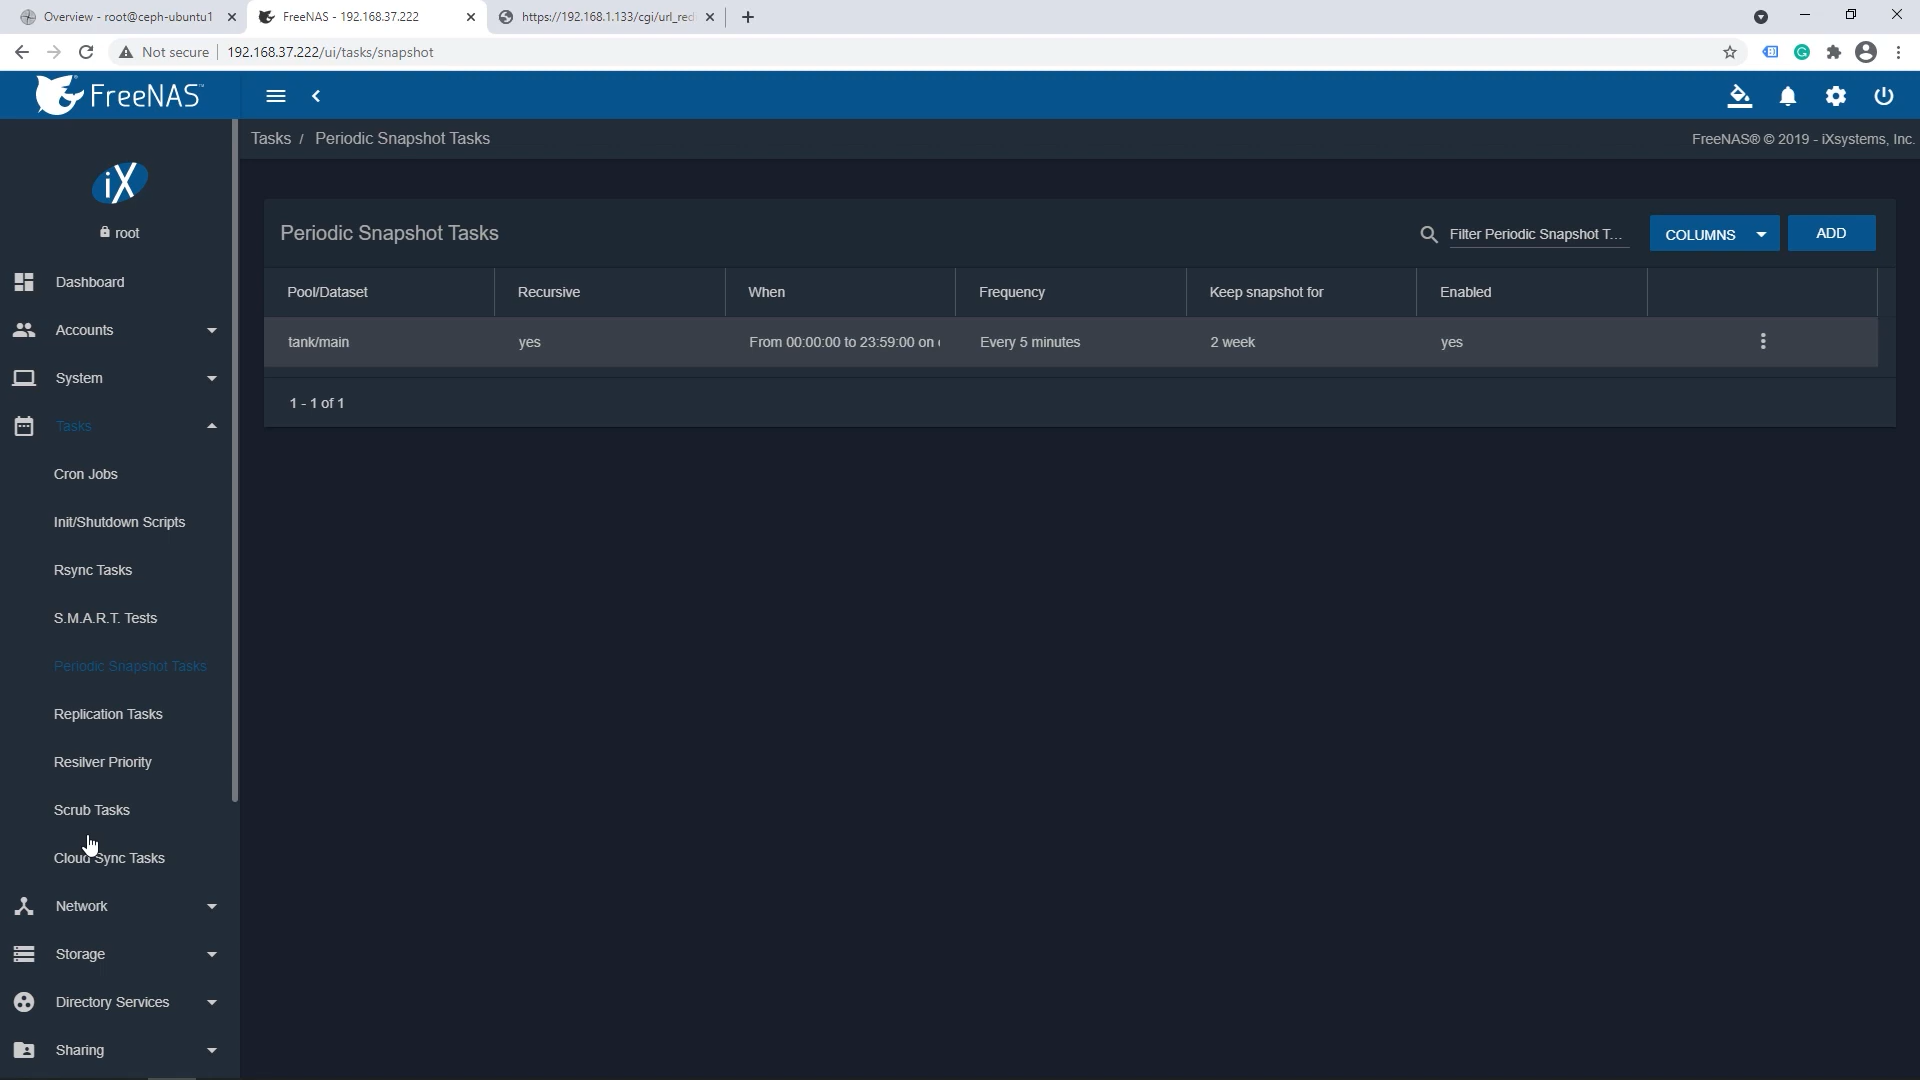 Overview - root@ceph-ubuntu1
FreeNAS - 192.168.37.222
https://192.168.1.133/cgi/url_red
Not secure
192.168.37.222/ui/tasks/snapshot
FreeNAS™
Tasks / Periodic Snapshot Tasks
FreeNAS® © 2019 - iXsystems, Inc.
iX
root
Dashboard
Accounts
System
Tasks
Cron Jobs
Init/Shutdown Scripts
Rsync Tasks
S.M.A.R.T. Tests
Periodic Snapshot Tasks
Replication Tasks
Resilver Priority
Scrub Tasks
Cloud Sync Tasks
Network
Storage
Directory Services
Sharing
Periodic Snapshot Tasks
Filter Periodic Snapshot T...
COLUMNS
ADD
Pool/Dataset Recursive When Frequency Keep snapshot for Enabled
tank/main yes From 00:00:00 to 23:59:00 on Every 5 minutes 2 week yes
1 - 1 of 1